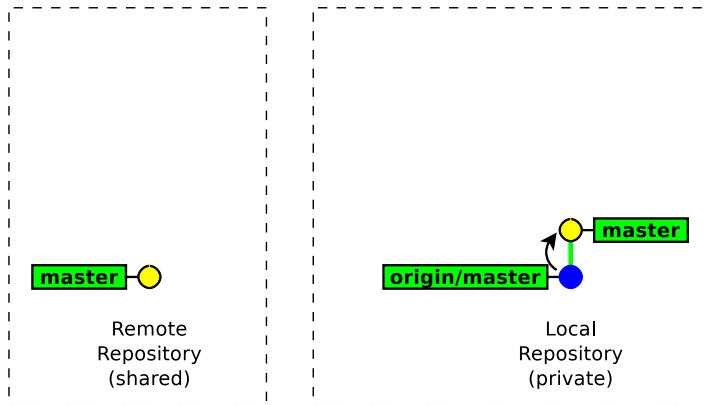 master
master
origin/master
Remote
Repository
(shared)
Local
Repository
(private)